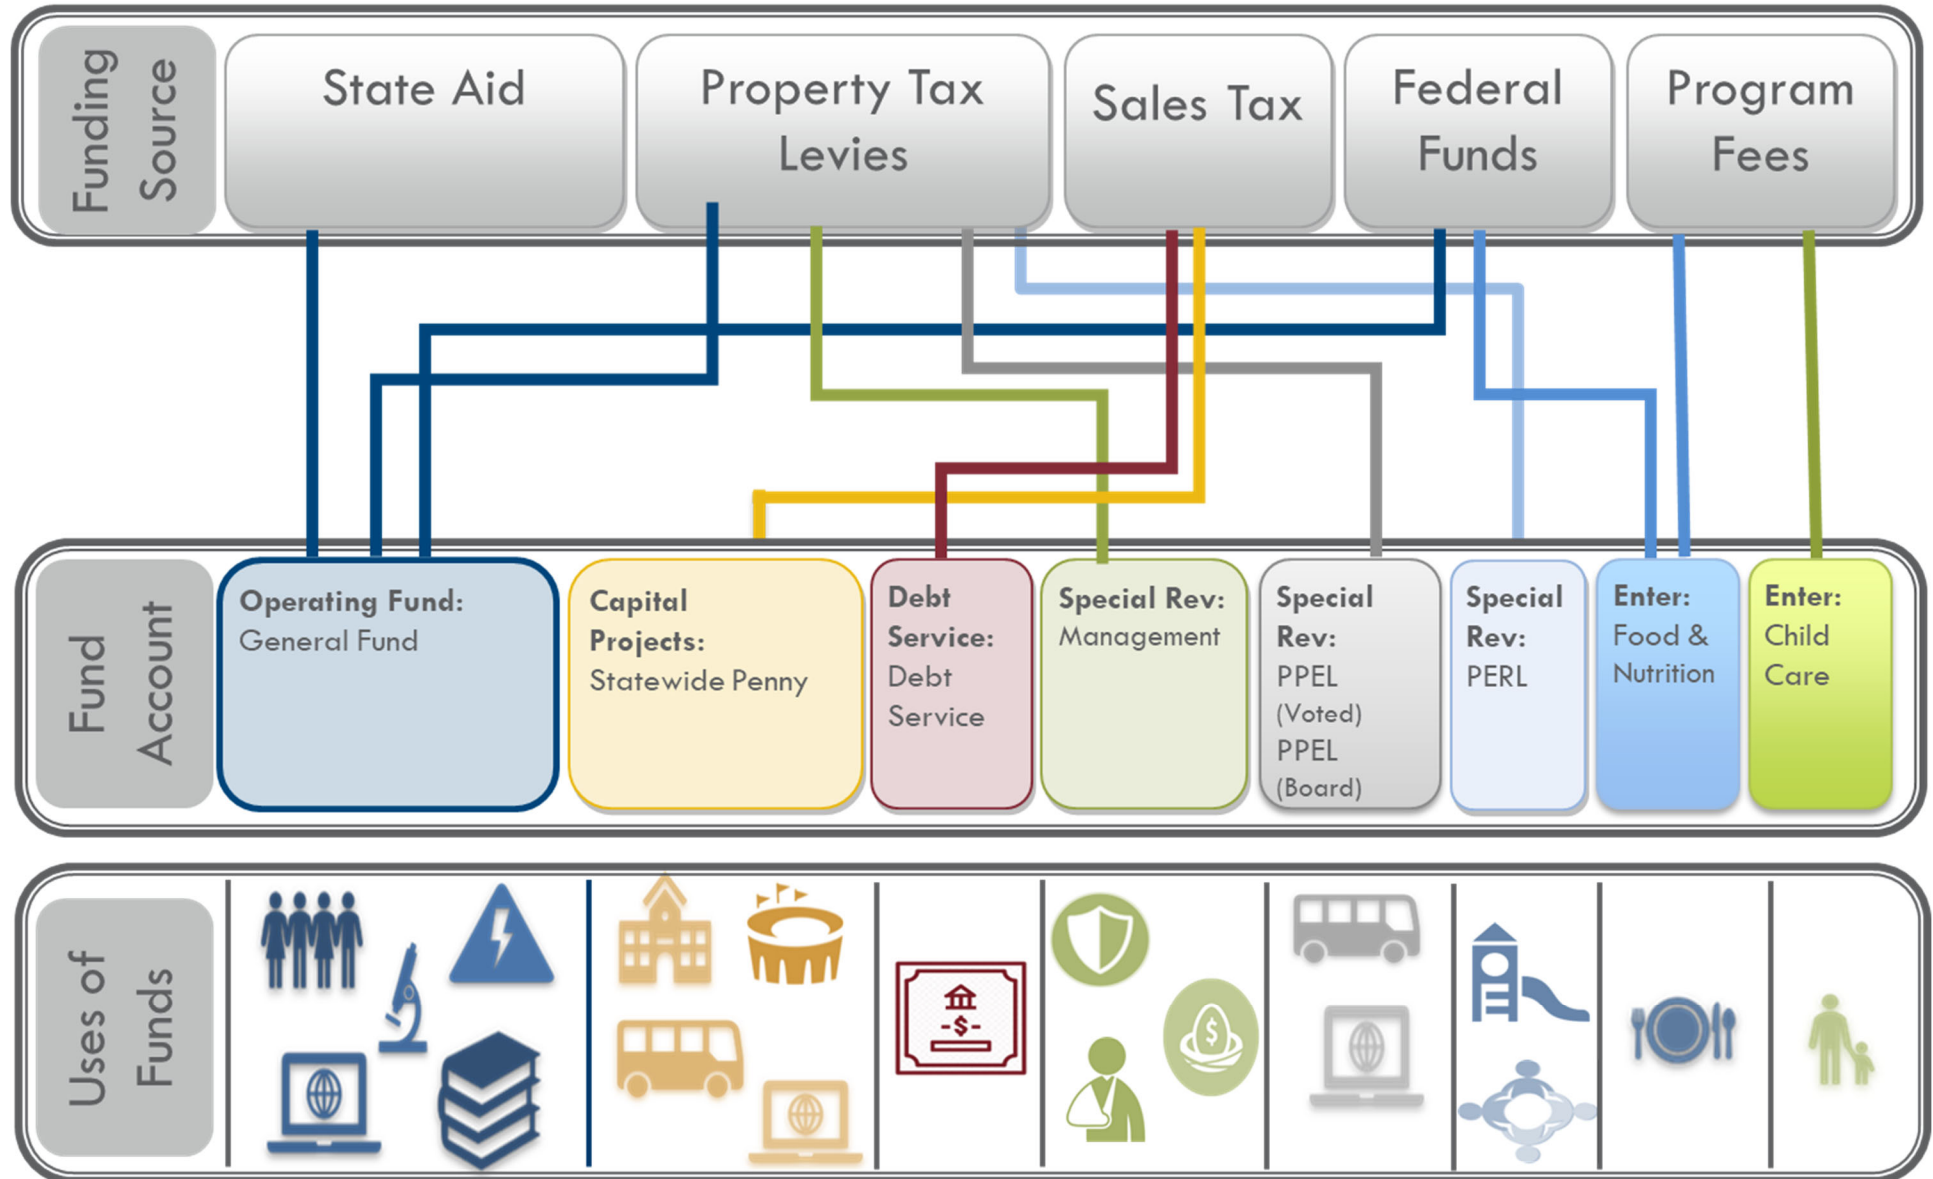 Funding
Source
State Aid
Property Tax
Levies
Sales Tax
Federal
Funds
Program
Fees
Fund
Account
Operating Fund:
General Fund
Capital
Projects:
Statewide Penny
Debt
Service:
Debt
Service
Special Rev:
Management
Special
Rev:
PPEL
(Voted)
PPEL
(Board)
Special
Rev:
PERL
Enter:
Food &
Nutrition
Enter:
Child
Care
Uses of
Funds
-$-
$